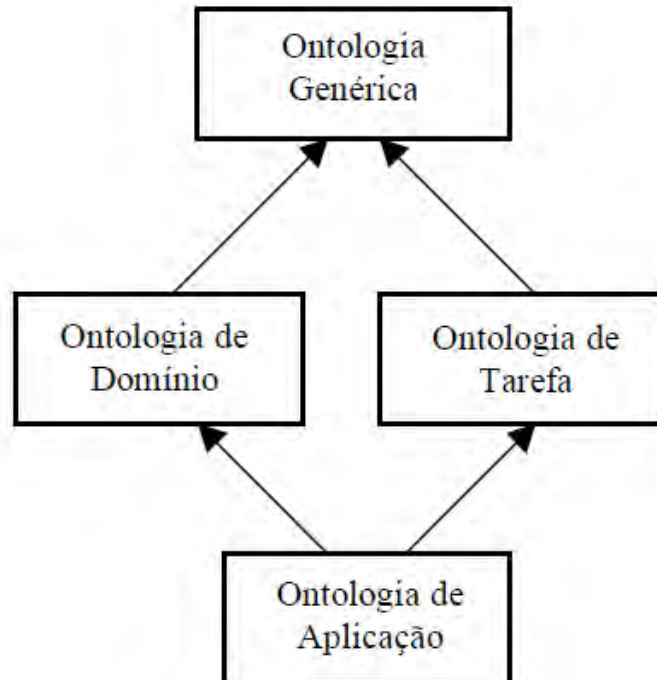 Ontologia
Genérica
Ontologia de
Domínio
Ontologia de
Tarefa
Ontologia de
Aplicação